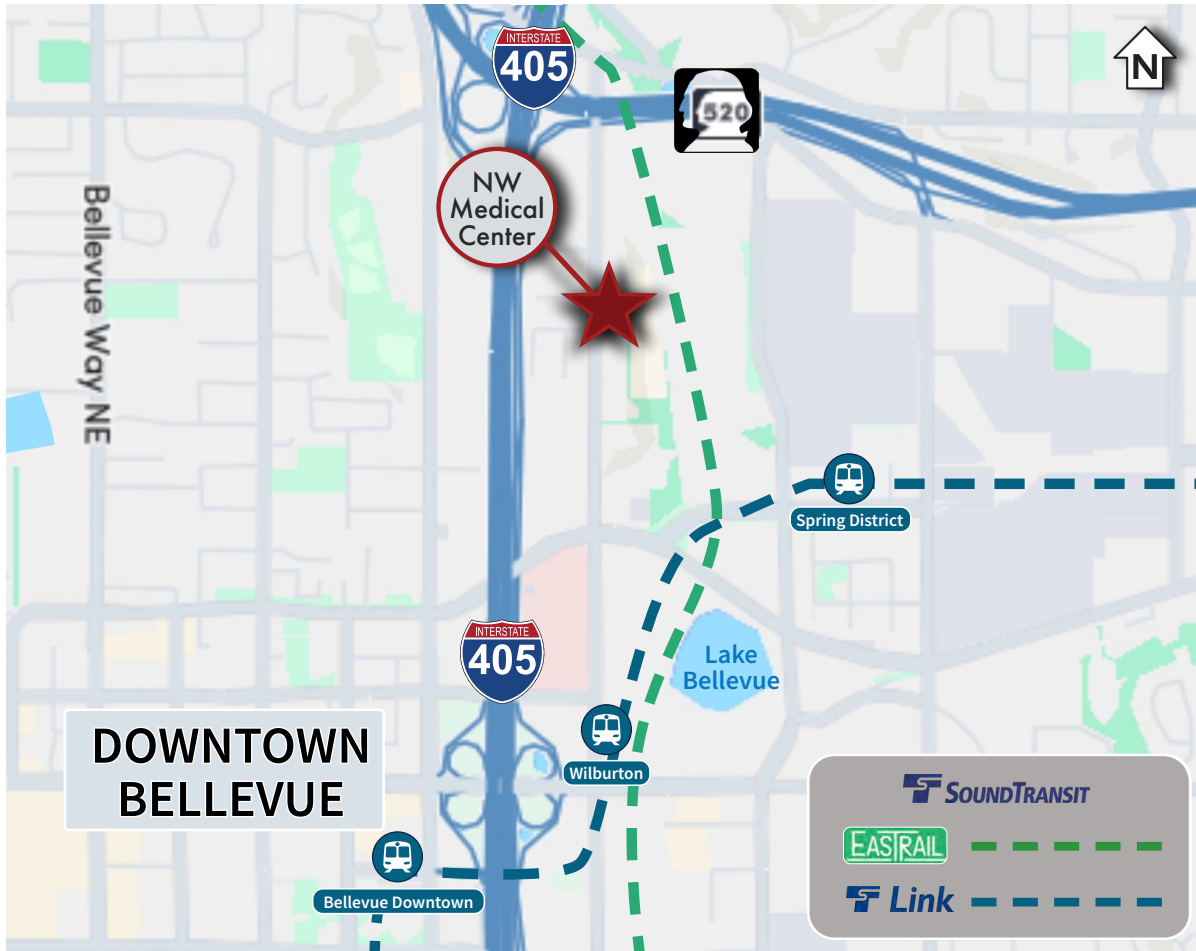 INTERSTATE
405
N
520
NW
Medical
Center
Bellevue Way NE
Spring District
INTERSTATE
405
Lake
Bellevue
DOWNTOWN
BELLEVUE
Wilburton
Bellevue Downtown
SOUNDTRANSIT
EASTRAIL
Link